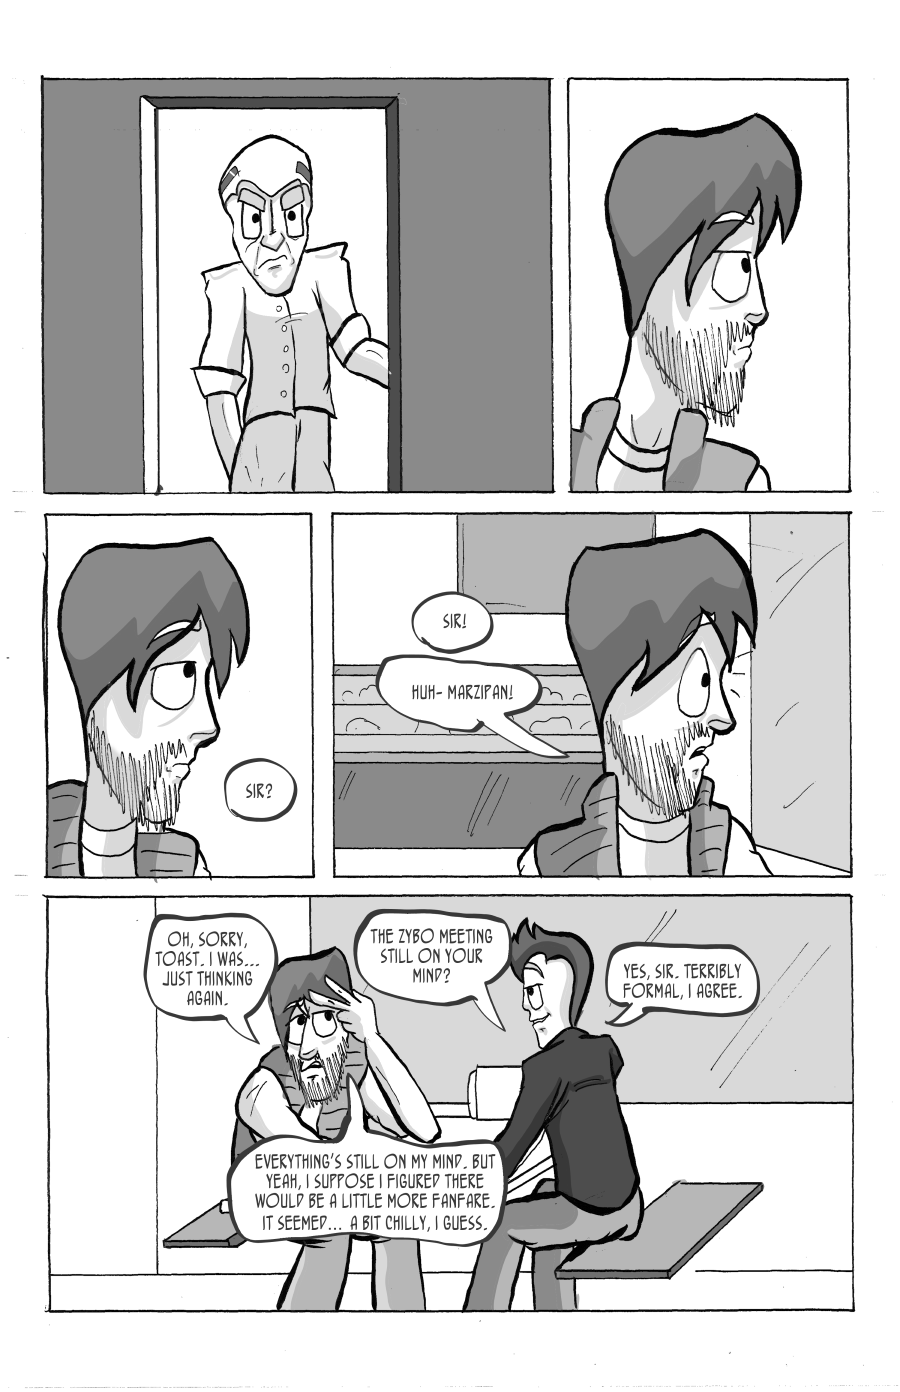 SIR?
SIR!
HUH- MARZIPAN!
OH, SORRY,
TOAST. I WAS...
JUST THINKING
AGAIN.
THE ZYBO MEETING
STILL ON YOUR
MIND?
YES, SIR. TERRIBLY
FORMAL, I AGREE.
EVERYTHING'S STILL ON MY MIND. BUT
YEAH, I SUPPOSE I FIGURED THERE
WOULD BE A LITTLE MORE FANFARE.
IT SEEMED... A BIT CHILLY, I GUESS.